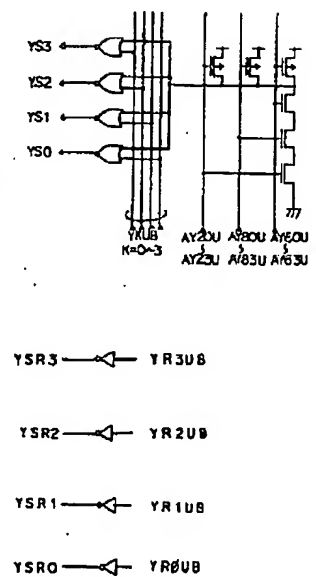 YS3
YS2
YS1
YS0
YKUB
K=0~3
AY20U AY80U AY60U
~ ~ ~
AY23U AY83U AY63U
YSR3 YR3UB
YSR2 YR2UB
YSR1 YR1UB
YSR0 YRØUB